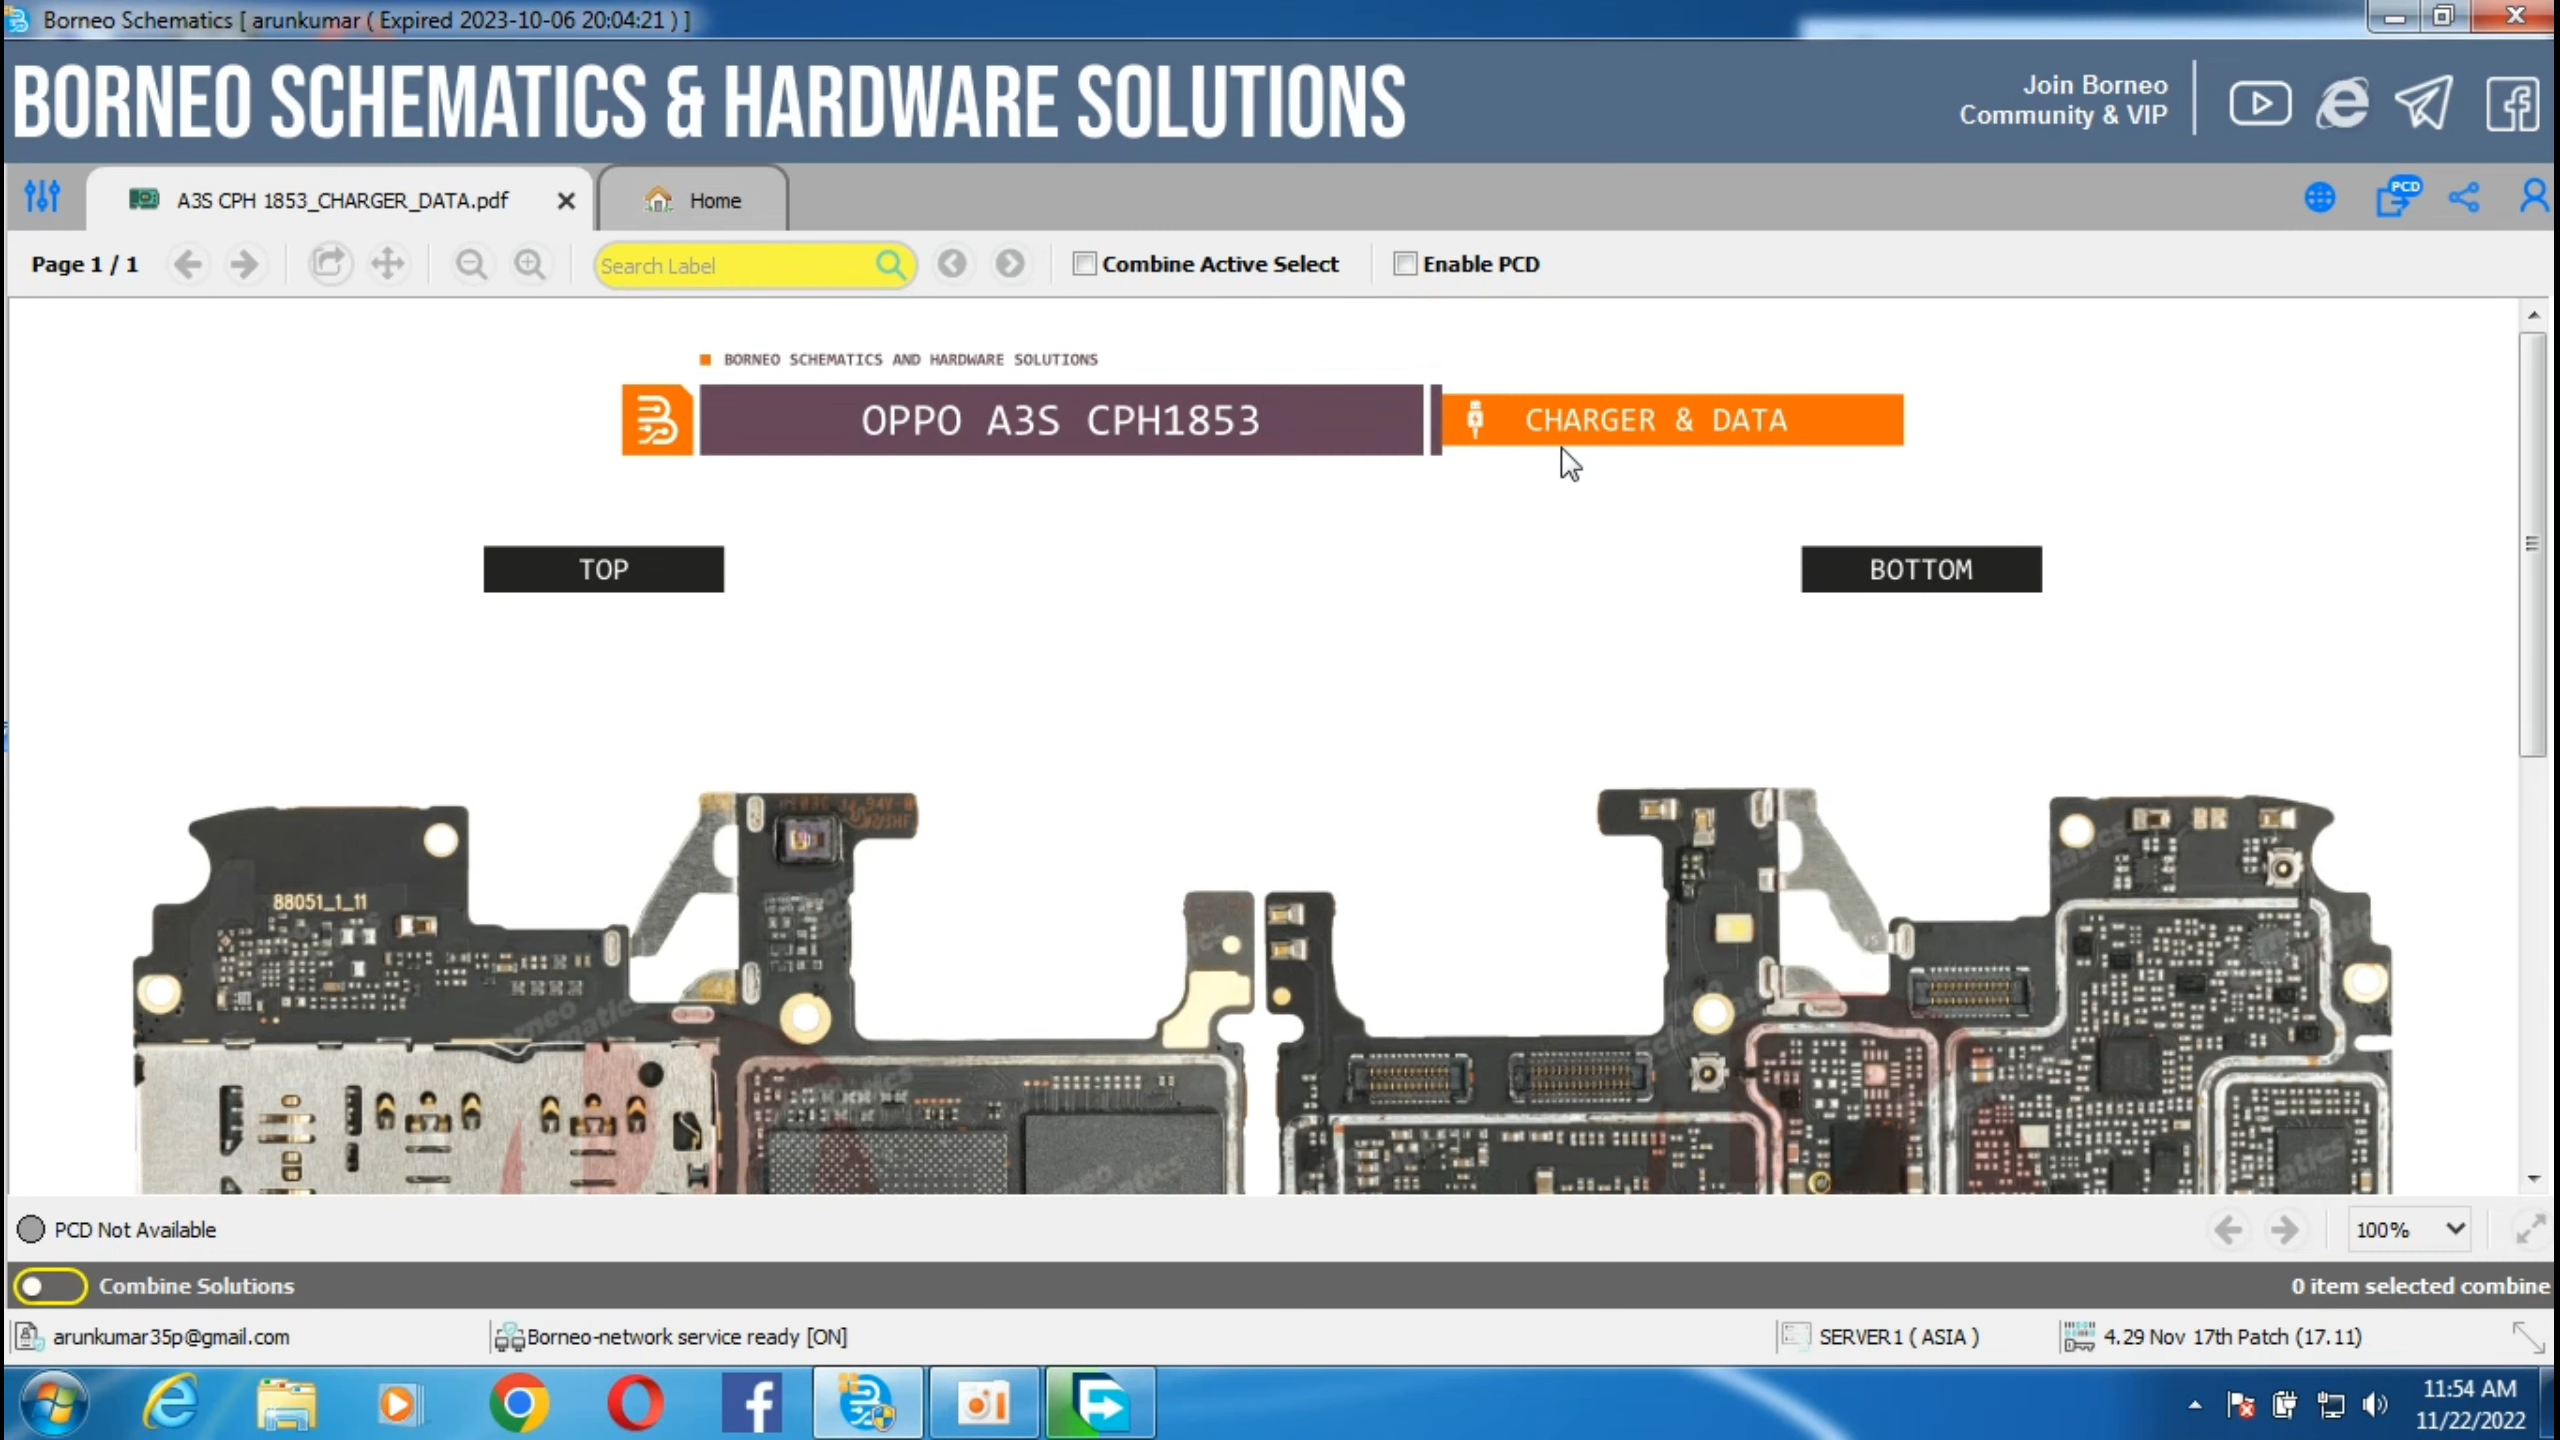 Borneo Schematics [ arunkumar ( Expired 2023-10-06 20:04:21 ) ]
BORNEO SCHEMATICS & HARDWARE SOLUTIONS
Join Borneo
Community & VIP
A3S CPH 1853_CHARGER_DATA.pdf
Home
PCD
Page 1 / 1
Search Label
Combine Active Select
Enable PCD
BORNEO SCHEMATICS AND HARDWARE SOLUTIONS
OPPO A3S CPH1853
CHARGER & DATA
TOP
BOTTOM
94V-0
88051_1_11
PCD Not Available
100%
Combine Solutions
0 item selected combine
arunkumar35p@gmail.com
Borneo-network service ready [ON]
SERVER1 ( ASIA )
4.29 Nov 17th Patch (17.11)
11:54 AM
11/22/2022